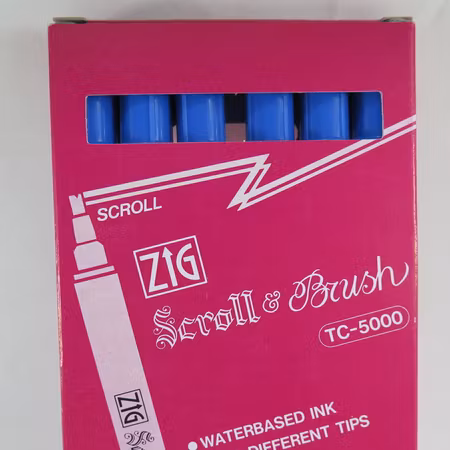 SCROLL
ZIG
Scroll & Brush
TC-5000
ZIG
WATERBASED INK
DIFFERENT TIPS